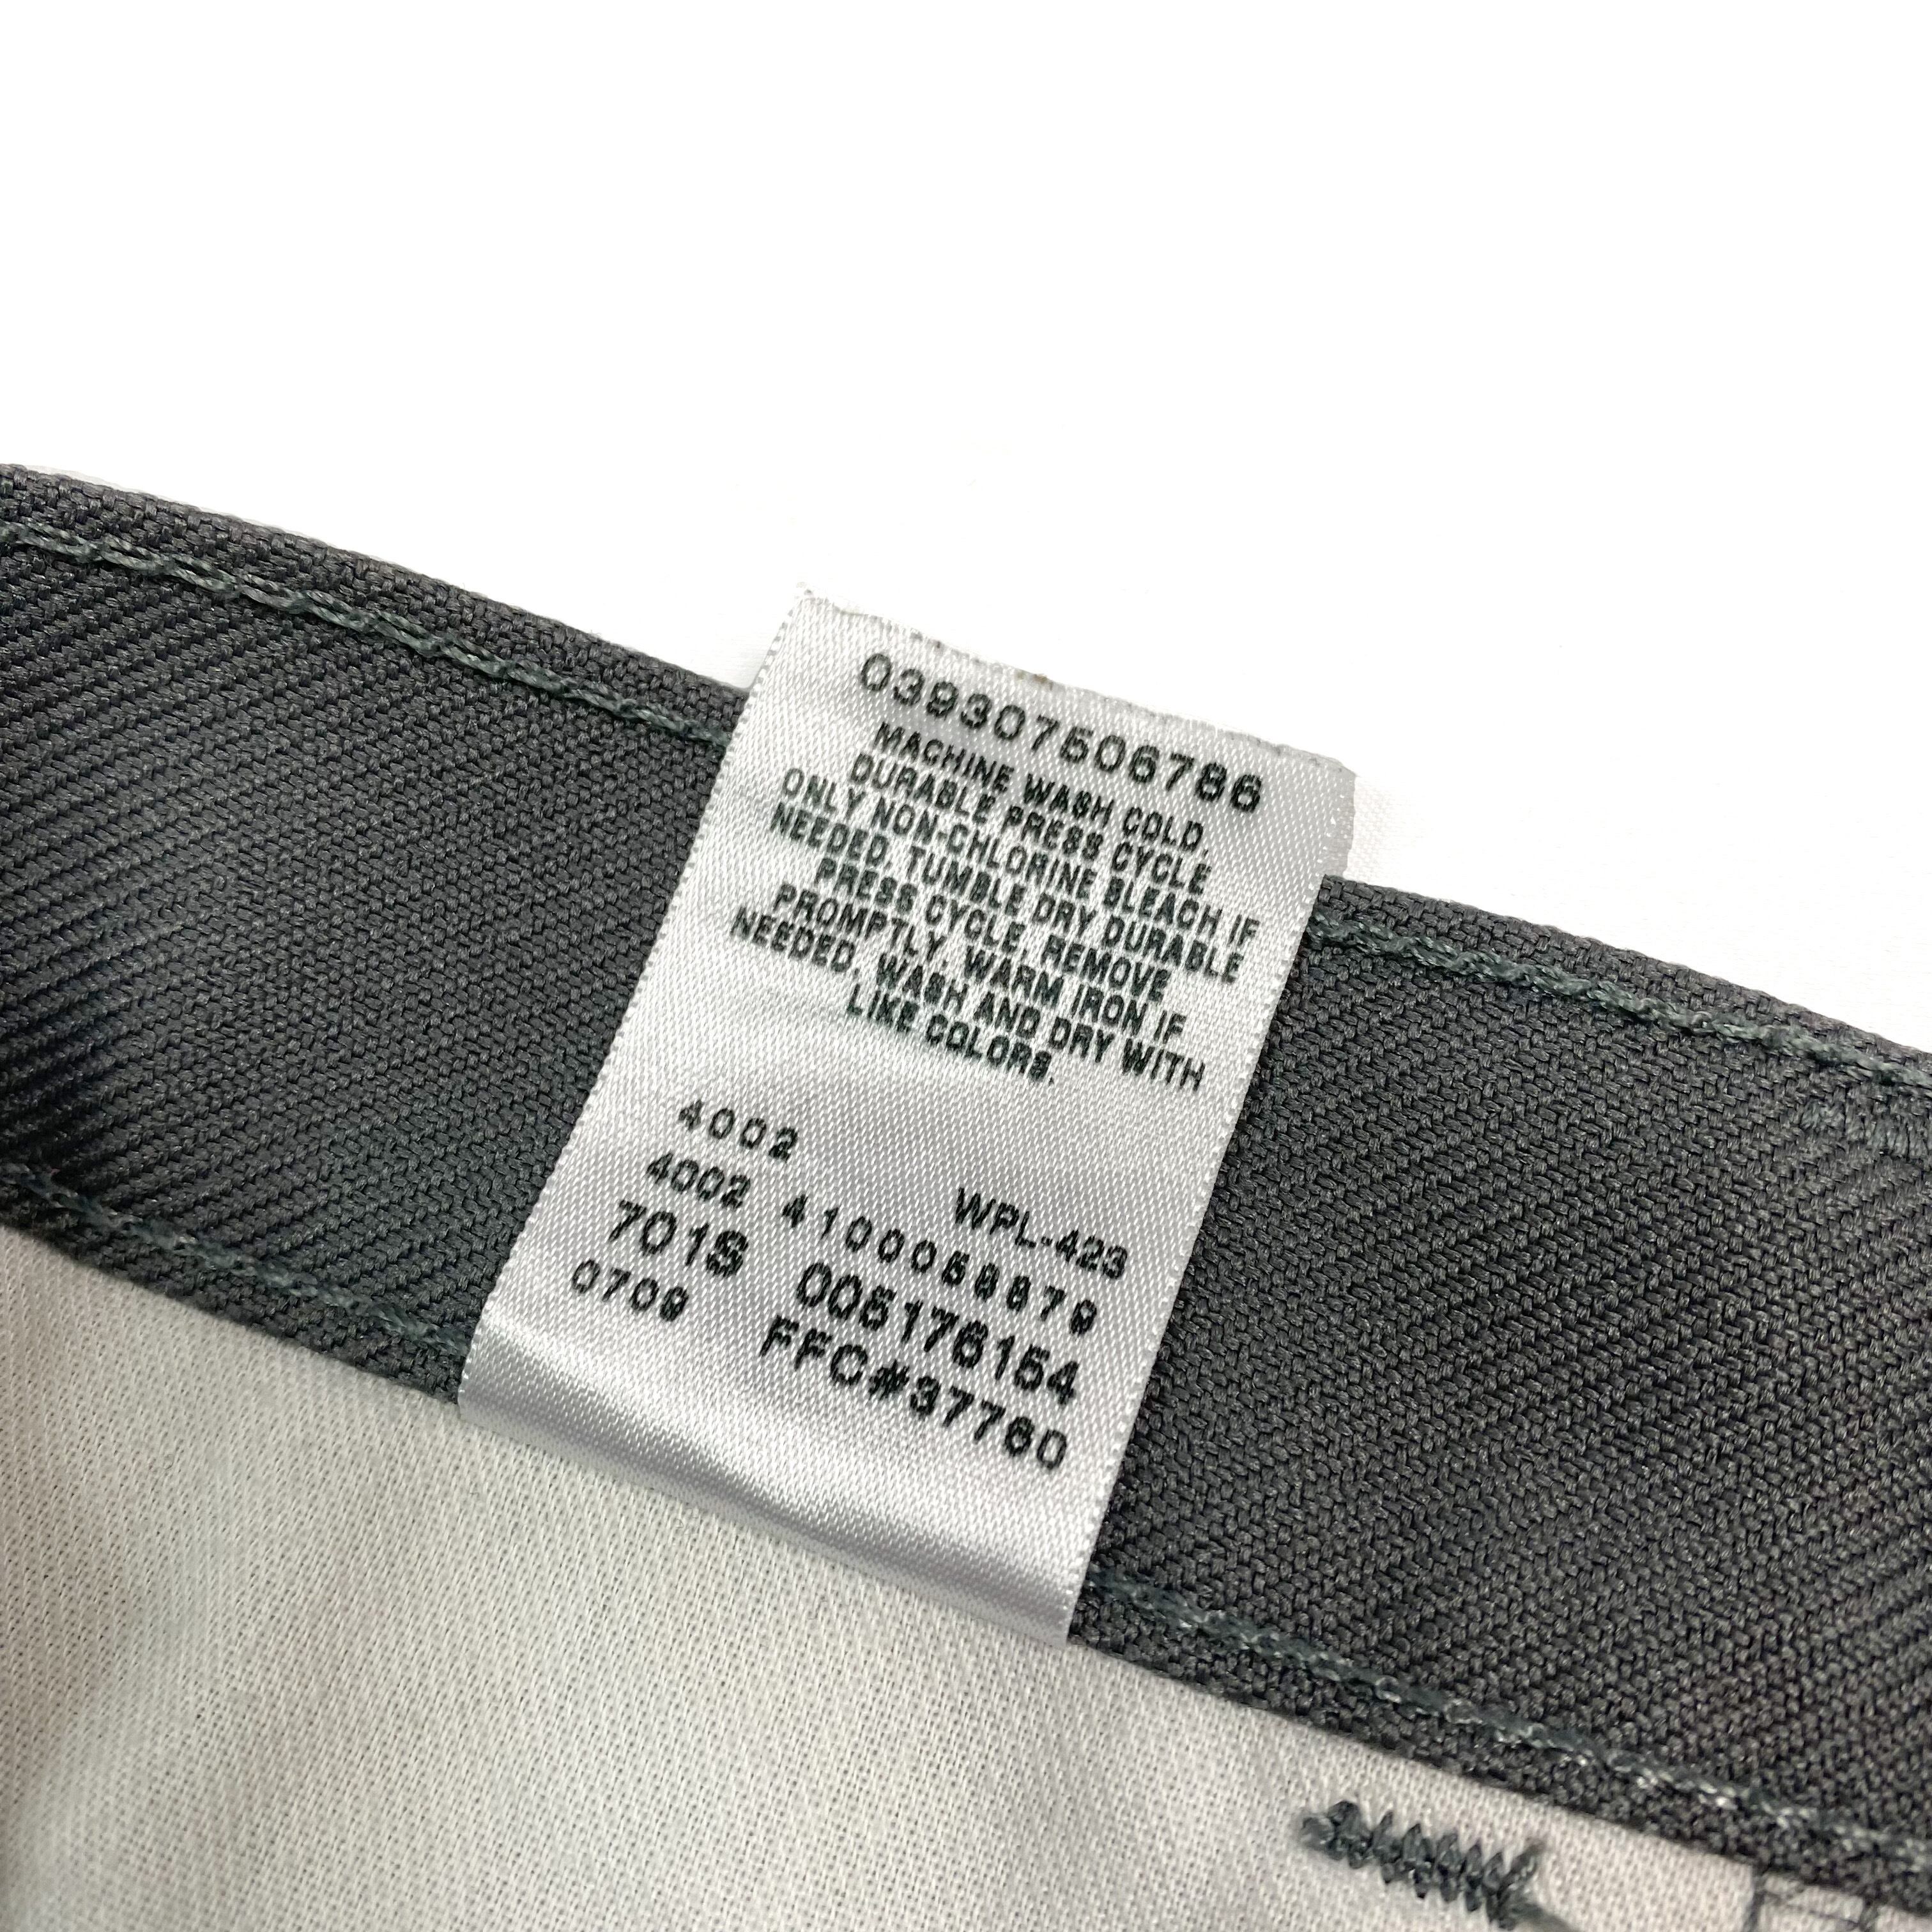 039307506786
MACHINE WASH COLD,
DURABLE PRESS CYCLE.
ONLY NON-CHLORINE BLEACH IF
NEEDED. TUMBLE DRY DURABLE
PRESS CYCLE. REMOVE
PROMPTLY. WARM IRON IF
NEEDED. WASH AND DRY WITH
LIKE COLORS.
4002
WPL-423
4002 4100058879
701S 005176154
0709 FFC#37760